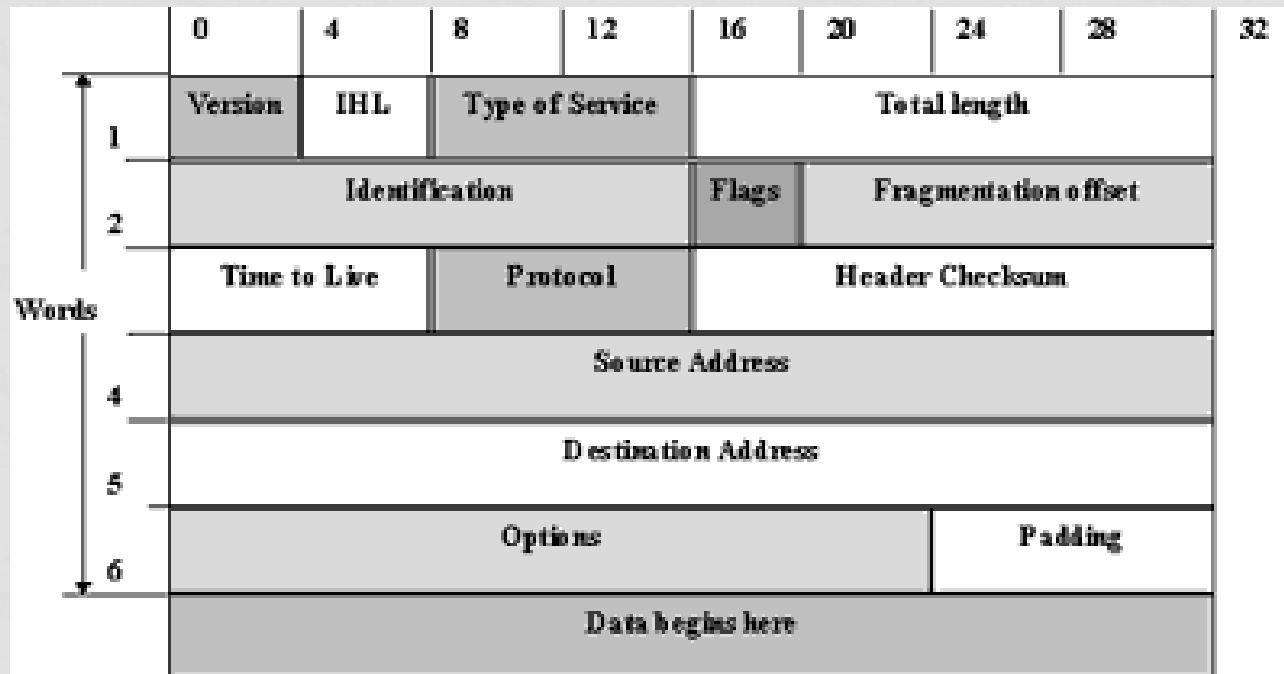 0 4 8 12 16 20 24 28 32
Version IHL Type of Service Total length
1
Identification Flags Fragmentation offset
2
Time to Live Protocol Header Checksum
Words
Source Address
4
Destination Address
5
Options Padding
6
Data begins here